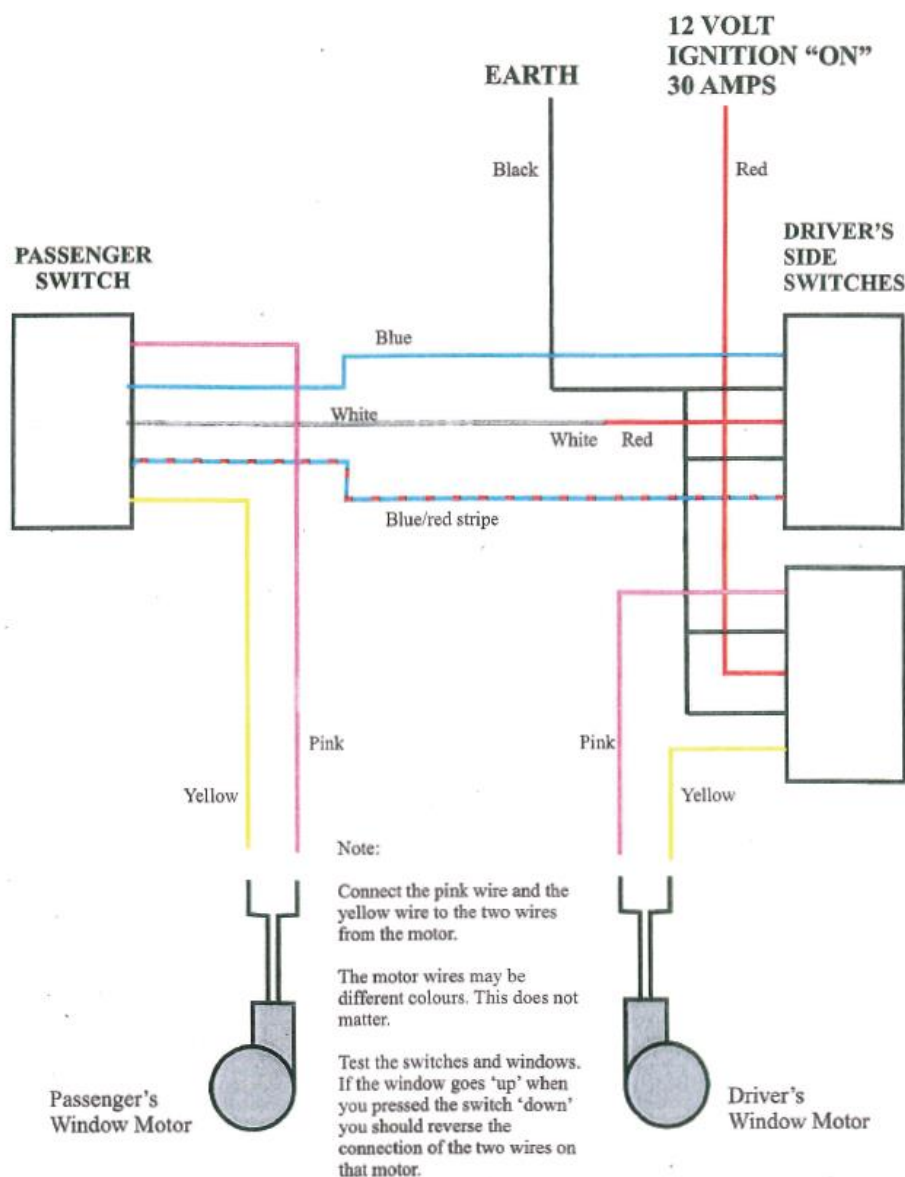 12 VOLT
IGNITION “ON”
30 AMPS
EARTH
Black
Red
PASSENGER
SWITCH
DRIVER’S
SIDE
SWITCHES
Blue
White
White
Red
Blue/red stripe
Pink
Pink
Yellow
Yellow
Note:
Connect the pink wire and the
yellow wire to the two wires
from the motor.
The motor wires may be
different colours. This does not
matter.
Test the switches and windows.
If the window goes ‘up’ when
you pressed the switch ‘down’
you should reverse the
connection of the two wires on
that motor.
Passenger’s
Window Motor
Driver’s
Window Motor